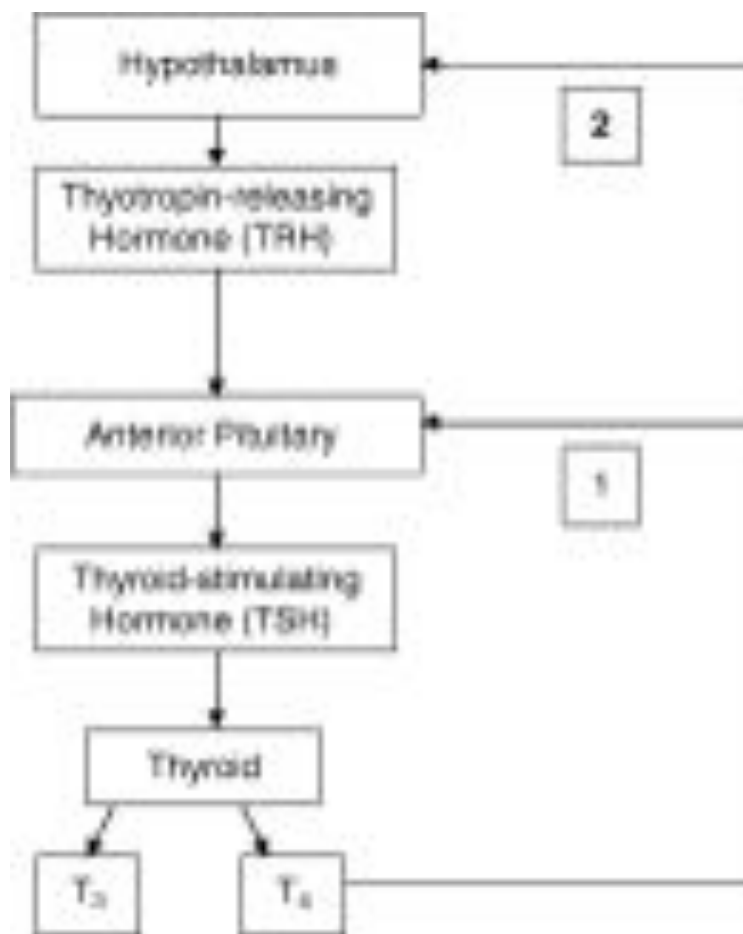 Hypothalamus
2
Thyotropin-releasing
Hormone (TRH)
Anterior Pituitary
1
Thyroid-stimulating
Hormone (TSH)
Thyroid
T₃
T₄